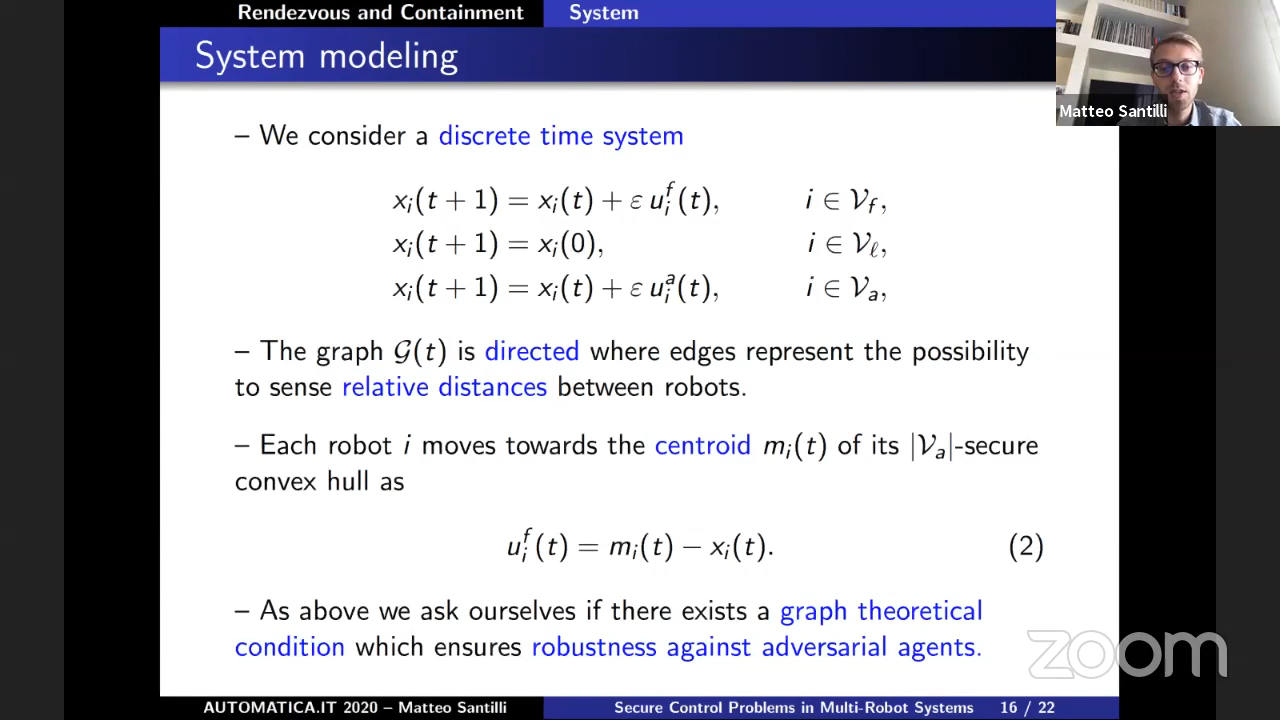 Rendezvous and Containment System
System modeling
Matteo Santilli
– We consider a discrete time system
xᵢ(t + 1) = xᵢ(t) + ε uᵢᶠ(t), i ∈ 𝒱_f,
xᵢ(t + 1) = xᵢ(0), i ∈ 𝒱_ℓ,
xᵢ(t + 1) = xᵢ(t) + ε uᵢᵃ(t), i ∈ 𝒱ₐ,
– The graph 𝒢(t) is directed where edges represent the possibility
to sense relative distances between robots.
– Each robot i moves towards the centroid mᵢ(t) of its |𝒱ₐ|-secure
convex hull as
uᵢᶠ(t) = mᵢ(t) − xᵢ(t). (2)
– As above we ask ourselves if there exists a graph theoretical
condition which ensures robustness against adversarial agents.
zoom
AUTOMATICA.IT 2020 – Matteo Santilli Secure Control Problems in Multi-Robot Systems 16 / 22